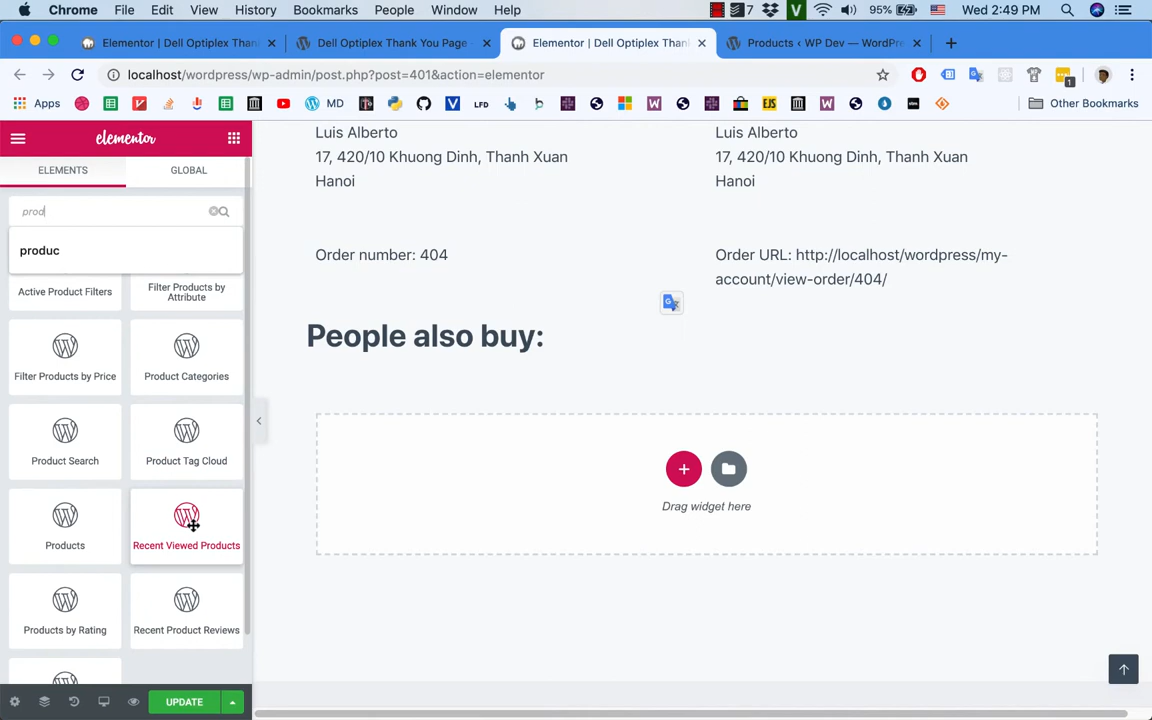 Chrome File Edit View History Bookmarks People Window Help 7 95% Wed 2:49 PM
Elementor | Dell Optiplex Than × Dell Optiplex Thank You Page × Elementor | Dell Optiplex Than × Products ‹ WP Dev — WordPre × +
localhost/wordpress/wp-admin/post.php?post=401&action=elementor
Apps MD LFD EJS Other Bookmarks
elementor
ELEMENTS GLOBAL
prod
produc
Active Product Filters
Filter Products by
Attribute
Filter Products by Price
Product Categories
Product Search
Product Tag Cloud
Products
Recent Viewed Products
Products by Rating
Recent Product Reviews
UPDATE
Luis Alberto
17, 420/10 Khuong Dinh, Thanh Xuan
Hanoi
Luis Alberto
17, 420/10 Khuong Dinh, Thanh Xuan
Hanoi
Order number: 404
Order URL: http://localhost/wordpress/my-
account/view-order/404/
People also buy:
Drag widget here